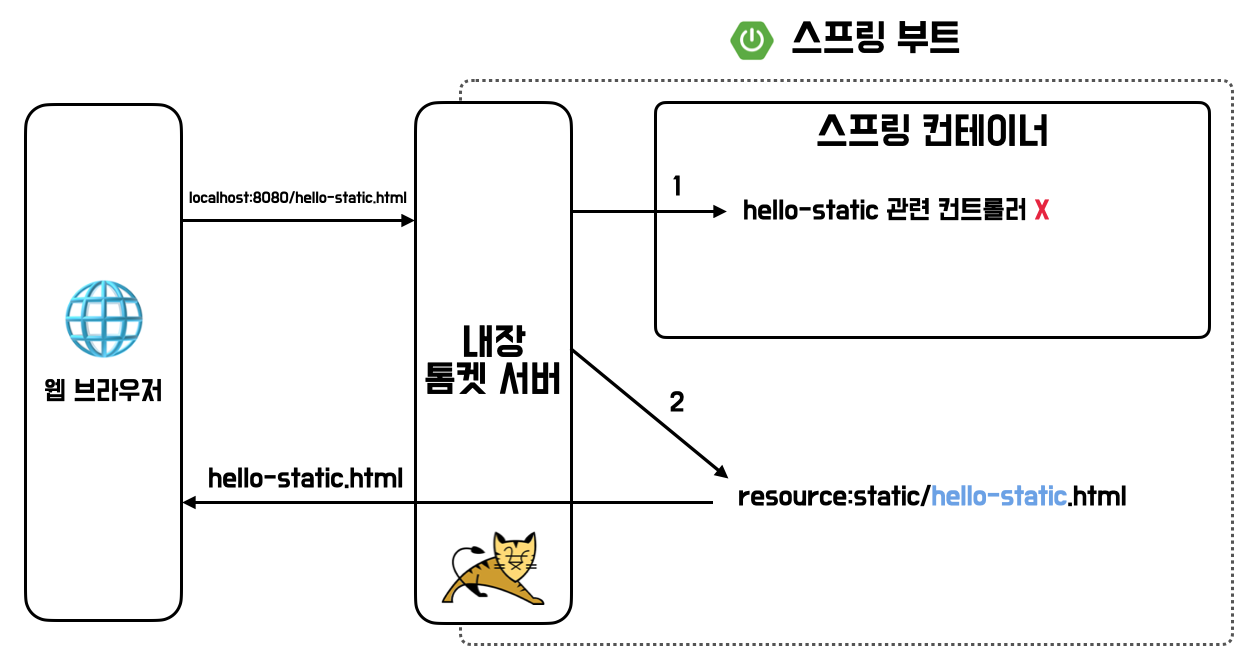 스프링 부트
스프링 컨테이너
localhost:8080/hello-static.html
1
hello-static 관련 컨트롤러 X
내장
톰켓 서버
웹 브라우저
2
hello-static.html
resource:static/hello-static.html